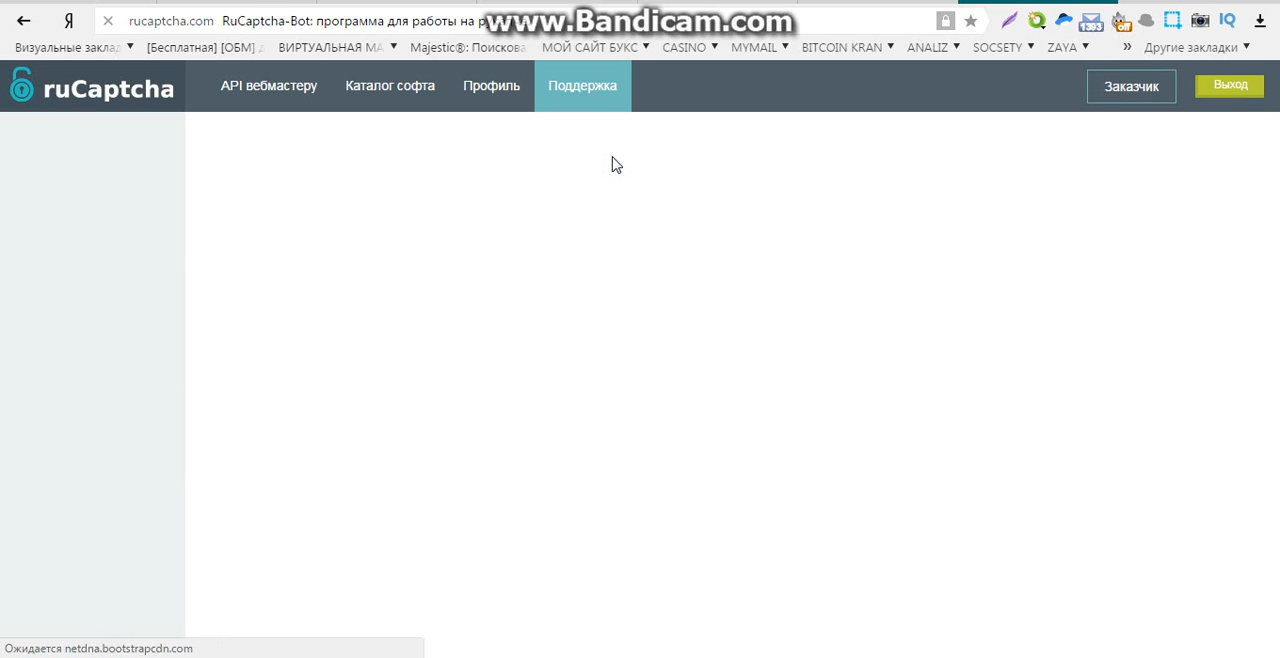 www.Bandicam.com
Я rucaptcha.com RuCaptcha-Bot: программа для работы на
1393 Off IQ
Визуальные заклад [Бесплатная] [ОБМ] ВИРТУАЛЬНАЯ МА Majestic®: Поискова МОЙ САЙТ БУКС CASINO MYMAIL BITCOIN KRAN ANALIZ SOCSETY ZAYA » Другие закладки
ruCaptcha API вебмастеру Каталог софта Профиль Поддержка Заказчик Выход
Ожидается netdna.bootstrapcdn.com